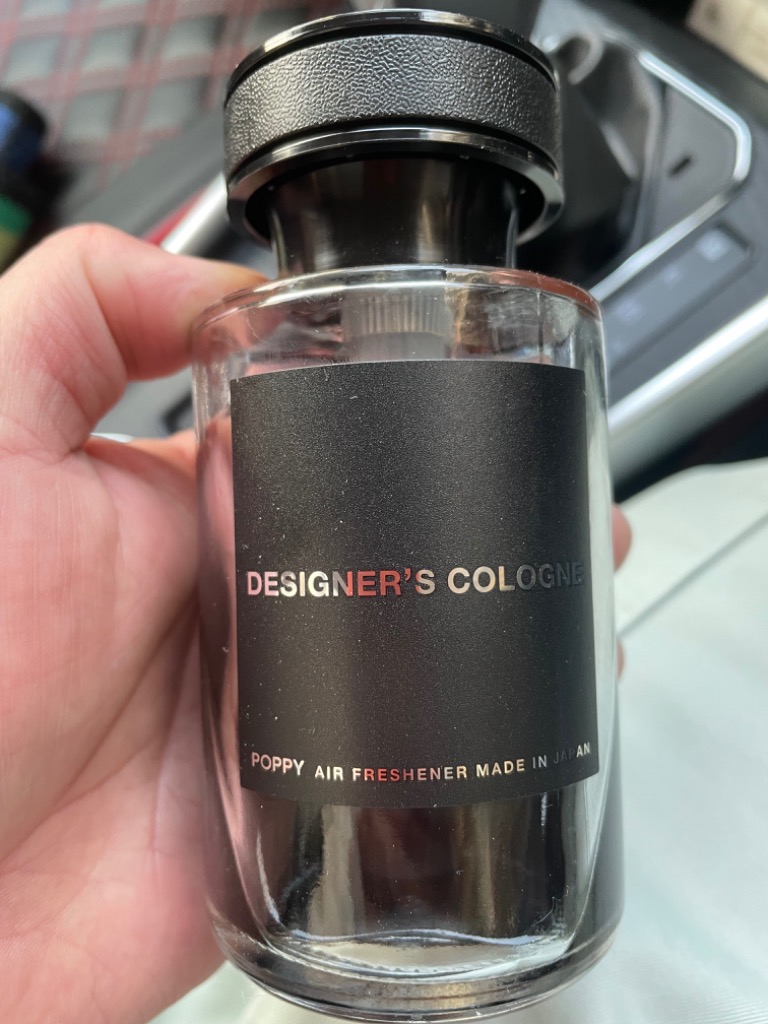 DESIGNER'S COLOGNE
POPPY AIR FRESHENER MADE IN JAPAN